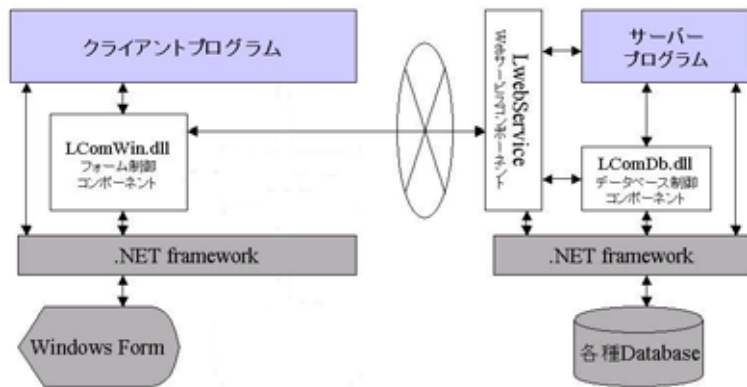 クライアントプログラム
LComWin.dll
フォーム制御
コンポーネント
.NET framework
Windows Form
LwebService
Webサービスコンポーネント
サーバー
プログラム
LComDb.dll
データベース制御
コンポーネント
.NET framework
各種Database